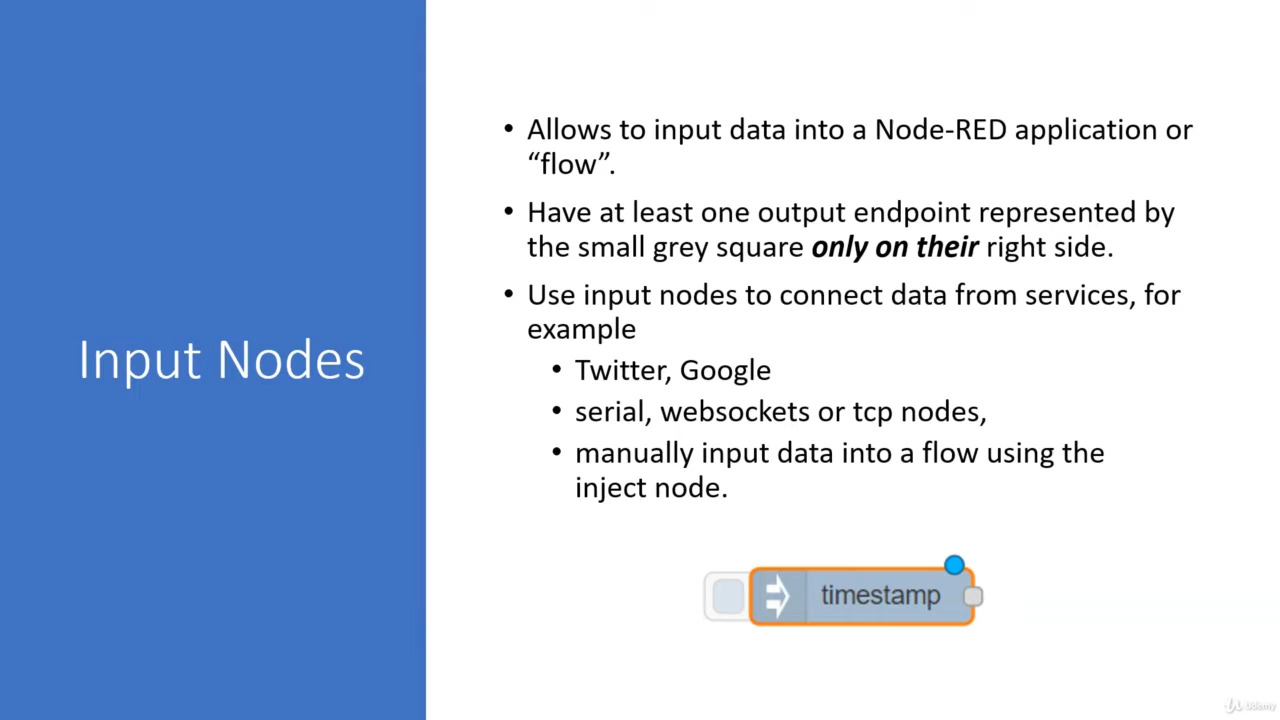 Input Nodes
• Allows to input data into a Node-RED application or
“flow”.
• Have at least one output endpoint represented by
the small grey square only on their right side.
• Use input nodes to connect data from services, for
example
• Twitter, Google
• serial, websockets or tcp nodes,
• manually input data into a flow using the
inject node.
timestamp
Udemy